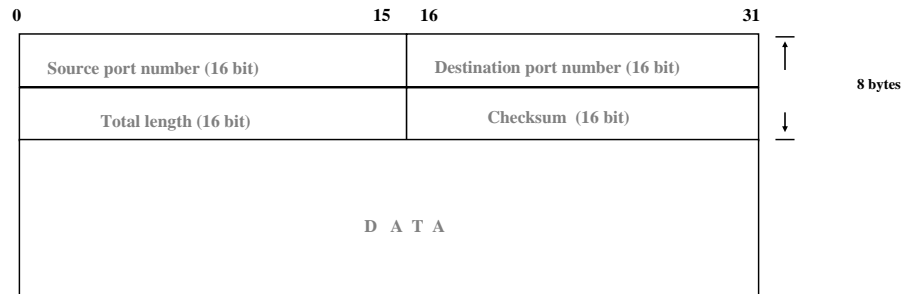 0 15 16 31
Source port number (16 bit) Destination port number (16 bit)
8 bytes
Total length (16 bit) Checksum (16 bit)
D A T A